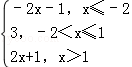 -2x-1, x≤-2
3, -2<x≤1
2x+1, x>1